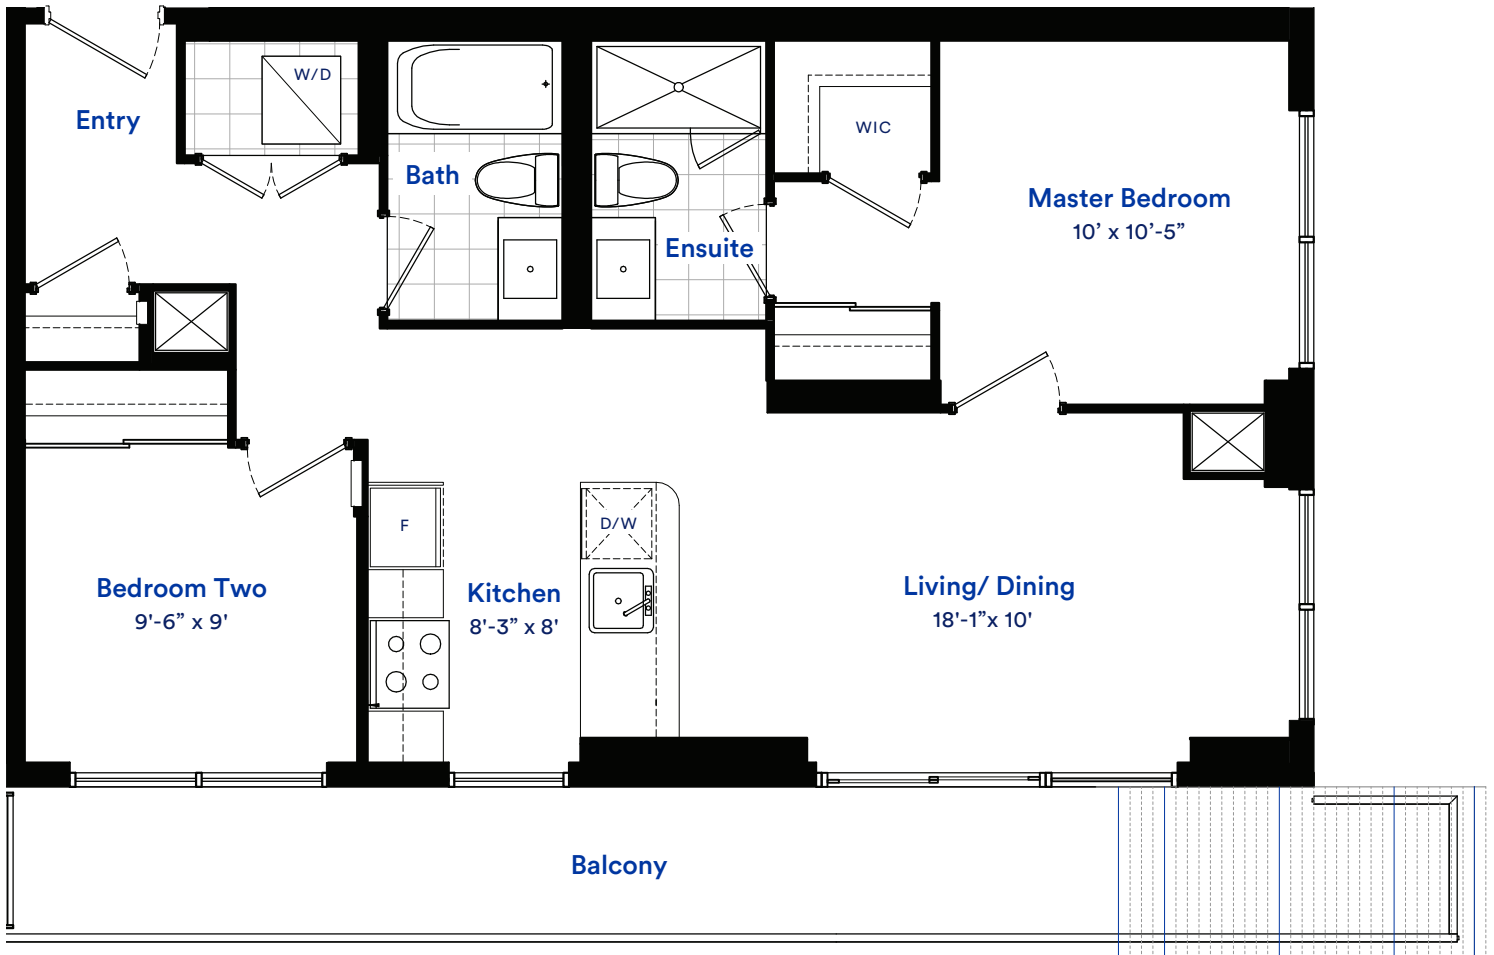 W/D
Entry
WIC
Bath
Master Bedroom
10’ x 10’-5”
Ensuite
F
D/W
Bedroom Two
9'-6” x 9'
Kitchen
8'-3” x 8'
Living/ Dining
18'-1”x 10'
Balcony